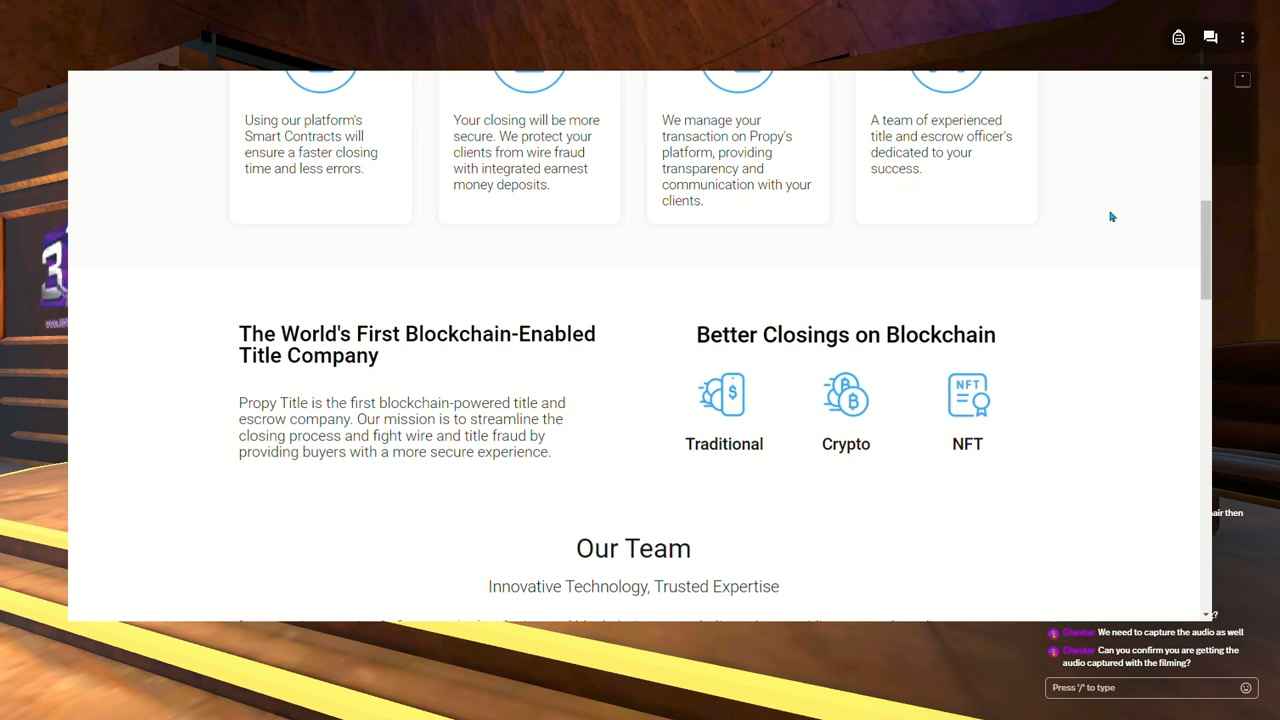 Using our platform's
Smart Contracts will
ensure a faster closing
time and less errors.
Your closing will be more
secure. We protect your
clients from wire fraud
with integrated earnest
money deposits.
We manage your
transaction on Propy's
platform, providing
transparency and
communication with your
clients.
A team of experienced
title and escrow officer's
dedicated to your
success.
3
The World's First Blockchain-Enabled
Title Company
Propy Title is the first blockchain-powered title and
escrow company. Our mission is to streamline the
closing process and fight wire and title fraud by
providing buyers with a more secure experience.
Better Closings on Blockchain
$
B
B
NFT
Traditional
Crypto
NFT
Our Team
Innovative Technology, Trusted Expertise
then
?
Chestar We need to capture the audio as well
Chestar Can you confirm you are getting the
audio captured with the filming?
Press '/' to type